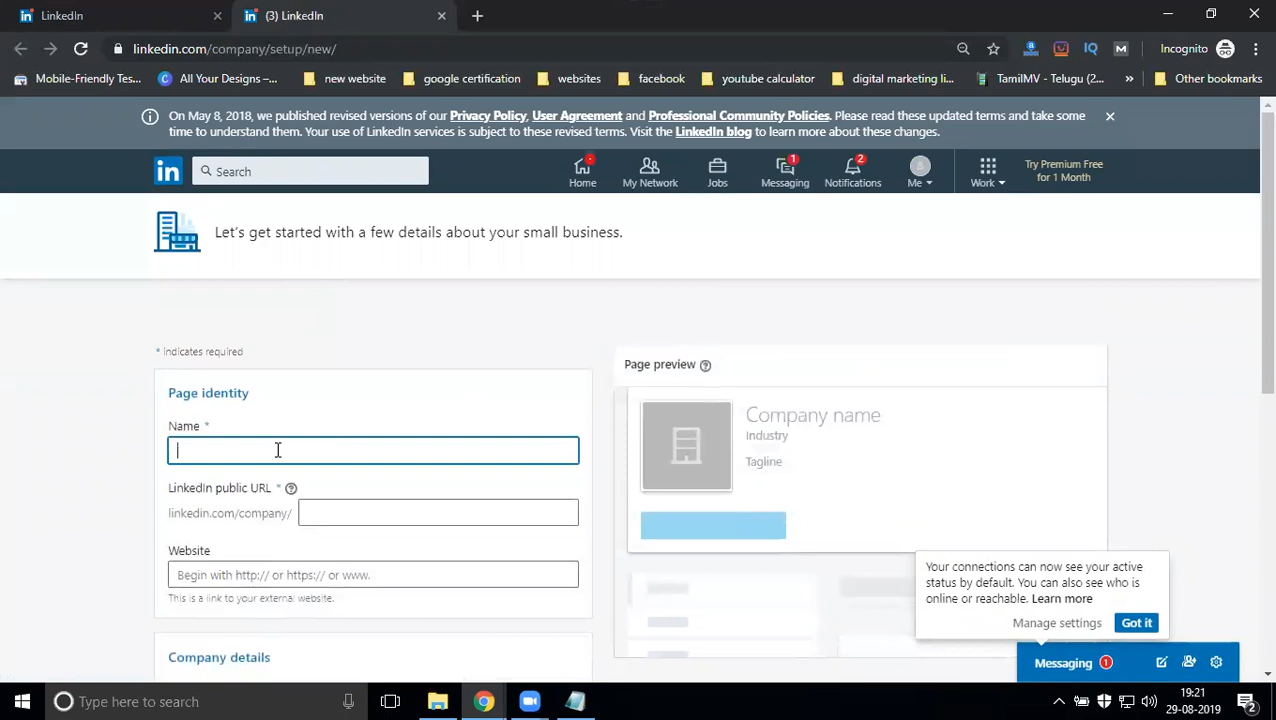 LinkedIn
(3) LinkedIn
linkedin.com/company/setup/new/
Incognito
Mobile-Friendly Tes...
All Your Designs –...
new website
google certification
websites
facebook
youtube calculator
digital marketing li...
TamilMV - Telugu (2...
Other bookmarks
On May 8, 2018, we published revised versions of our Privacy Policy, User Agreement and Professional Community Policies. Please read these updated terms and take some
time to understand them. Your use of LinkedIn services is subject to these revised terms. Visit the LinkedIn blog to learn more about these changes.
in
Search
Home
My Network
Jobs
1
Messaging
2
Notifications
Me
Work
Try Premium Free
for 1 Month
Let's get started with a few details about your small business.
* indicates required
Page identity
Name *
LinkedIn public URL *
linkedin.com/company/
Website
Begin with http:// or https:// or www.
This is a link to your external website.
Company details
Page preview
Company name
Industry
Tagline
Your connections can now see your active
status by default. You can also see who is
online or reachable. Learn more
Manage settings
Got it
Messaging 1
Type here to search
19:21
29-08-2019
2